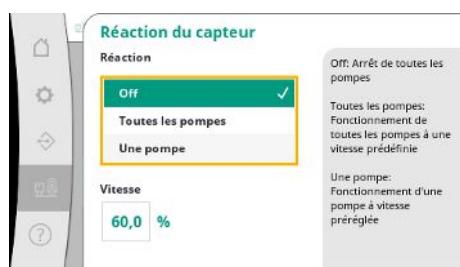 Réaction du capteur
Réaction
Off
Toutes les pompes
Une pompe
Vitesse
60,0 %
Off: Arrêt de toutes les
pompes
Toutes les pompes:
Fonctionnement de
toutes les pompes à une
vitesse prédéfinie
Une pompe:
Fonctionnement d'une
pompe à vitesse
préréglée